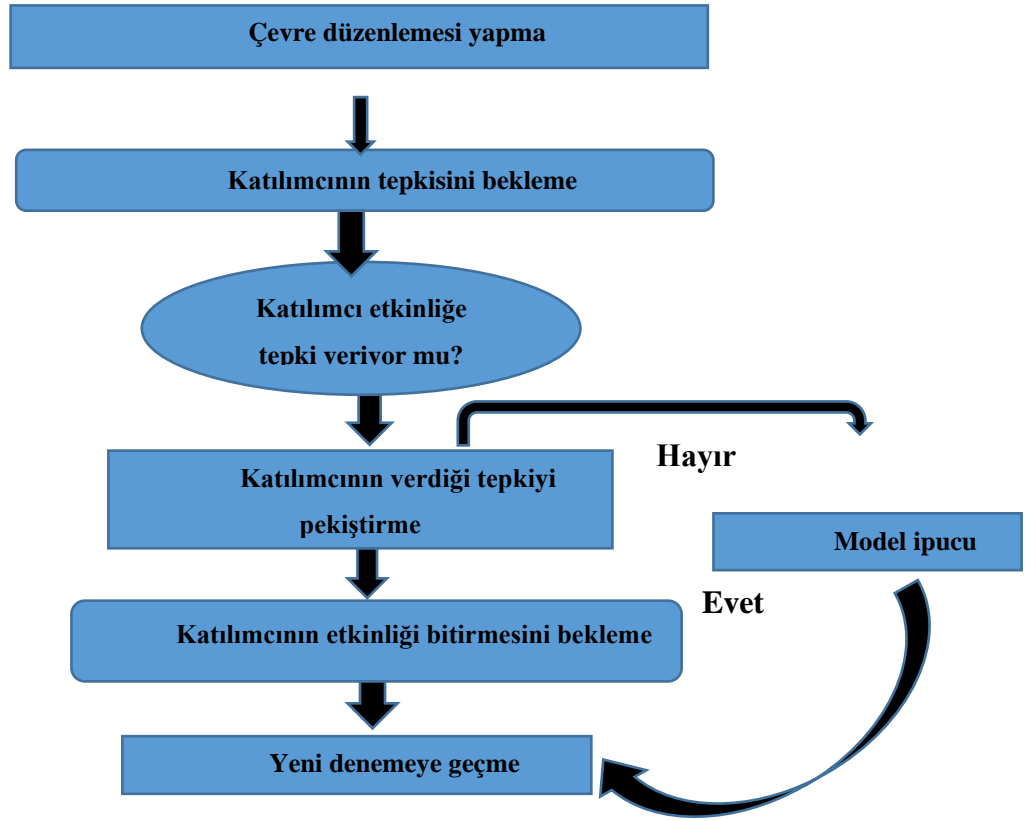 Çevre düzenlemesi yapma
Katılımcının tepkisini bekleme
Katılımcı etkinliğe
tepki veriyor mu?
Hayır
Katılımcının verdiği tepkiyi
pekiştirme
Model ipucu
Evet
Katılımcının etkinliği bitirmesini bekleme
Yeni denemeye geçme